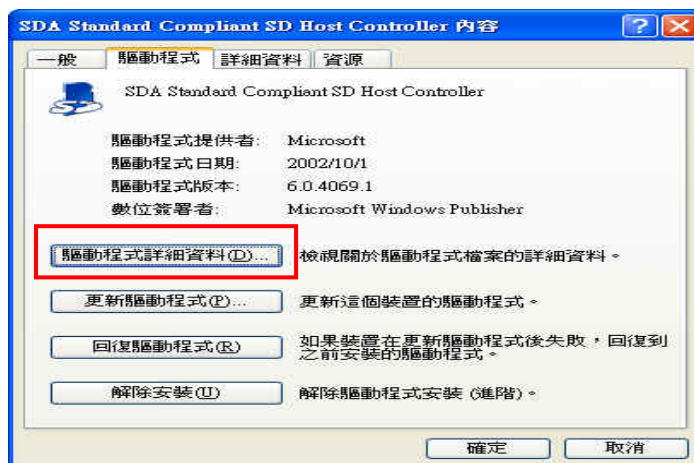 SDA Standard Compliant SD Host Controller 內容
一般 驅動程式 詳細資料 資源
SDA Standard Compliant SD Host Controller
驅動程式提供者: Microsoft
驅動程式日期: 2002/10/1
驅動程式版本: 6.0.4069.1
數位簽署者: Microsoft Windows Publisher
驅動程式詳細資料(D)... 檢視關於驅動程式檔案的詳細資料。
更新驅動程式(P)... 更新這個裝置的驅動程式。
回復驅動程式(R) 如果裝置在更新驅動程式後失敗，回復到
之前安裝的驅動程式。
解除安裝(U) 解除驅動程式安裝 (進階)。
確定 取消